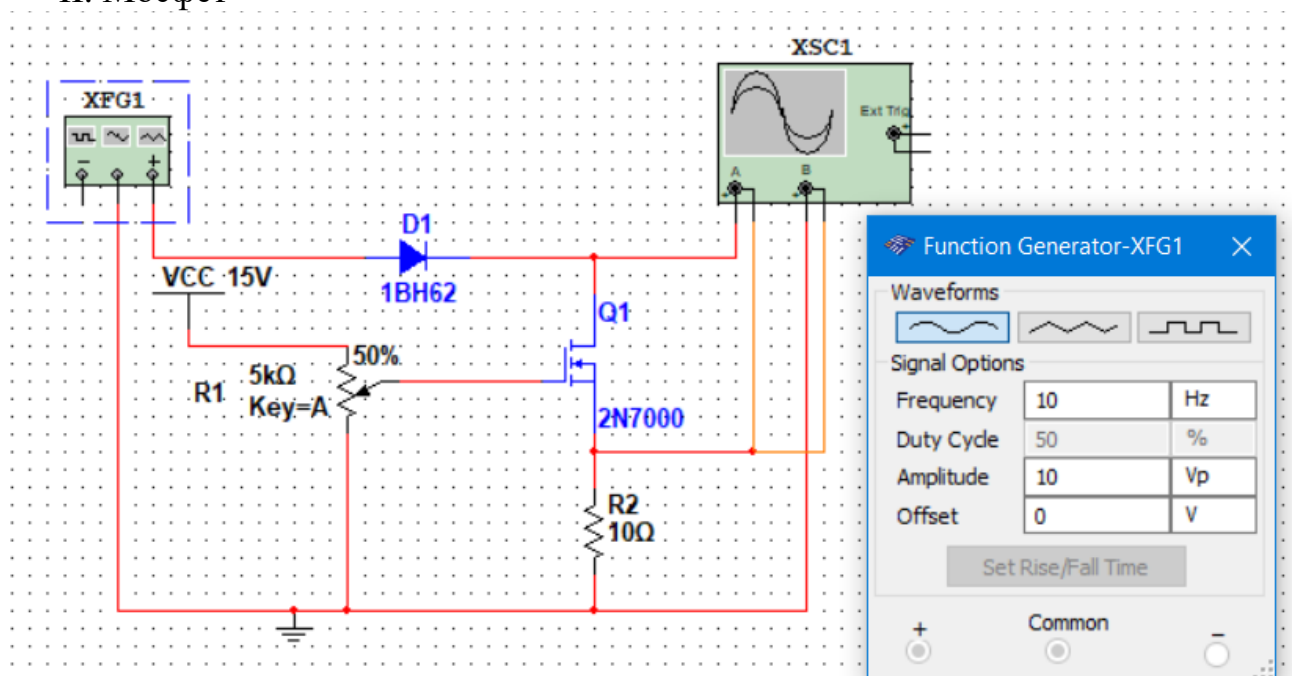 II. Мосфет
XSC1
XFG1
Ext Trig
+
−
+
A
B
+
+
D1
1BH62
VCC 15V
Q1
50%
5kΩ
R1
Key=A
2N7000
R2
10Ω
Function Generator-XFG1
Waveforms
Signal Options
Frequency 10 Hz
Duty Cycle 50 %
Amplitude 10 Vp
Offset 0 V
Set Rise/Fall Time
+ Common −